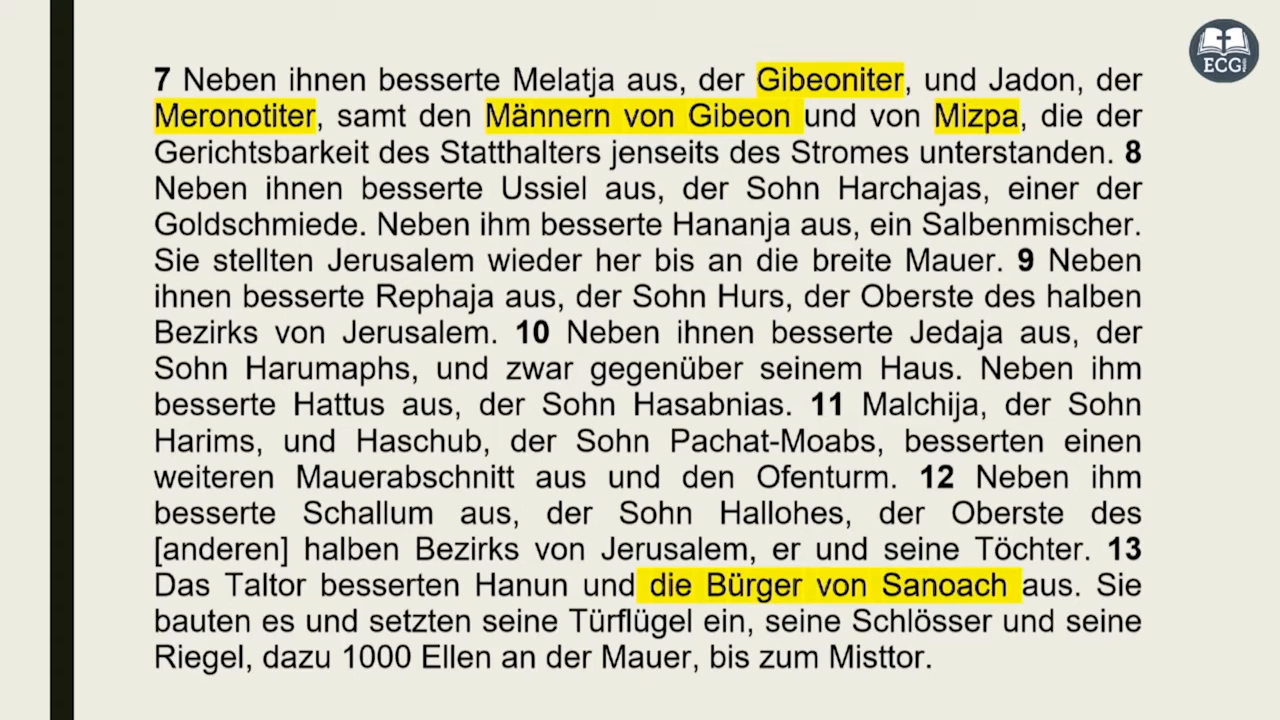 ECG
7 Neben ihnen besserte Melatja aus, der Gibeoniter, und Jadon, der
Meronotiter, samt den Männern von Gibeon und von Mizpa, die der
Gerichtsbarkeit des Statthalters jenseits des Stromes unterstanden. 8
Neben ihnen besserte Ussiel aus, der Sohn Harchajas, einer der
Goldschmiede. Neben ihm besserte Hananja aus, ein Salbenmischer.
Sie stellten Jerusalem wieder her bis an die breite Mauer. 9 Neben
ihnen besserte Rephaja aus, der Sohn Hurs, der Oberste des halben
Bezirks von Jerusalem. 10 Neben ihnen besserte Jedaja aus, der
Sohn Harumaphs, und zwar gegenüber seinem Haus. Neben ihm
besserte Hattus aus, der Sohn Hasabnias. 11 Malchija, der Sohn
Harims, und Haschub, der Sohn Pachat-Moabs, besserten einen
weiteren Mauerabschnitt aus und den Ofenturm. 12 Neben ihm
besserte Schallum aus, der Sohn Hallohes, der Oberste des
[anderen] halben Bezirks von Jerusalem, er und seine Töchter. 13
Das Taltor besserten Hanun und die Bürger von Sanoach aus. Sie
bauten es und setzten seine Türflügel ein, seine Schlösser und seine
Riegel, dazu 1000 Ellen an der Mauer, bis zum Misttor.